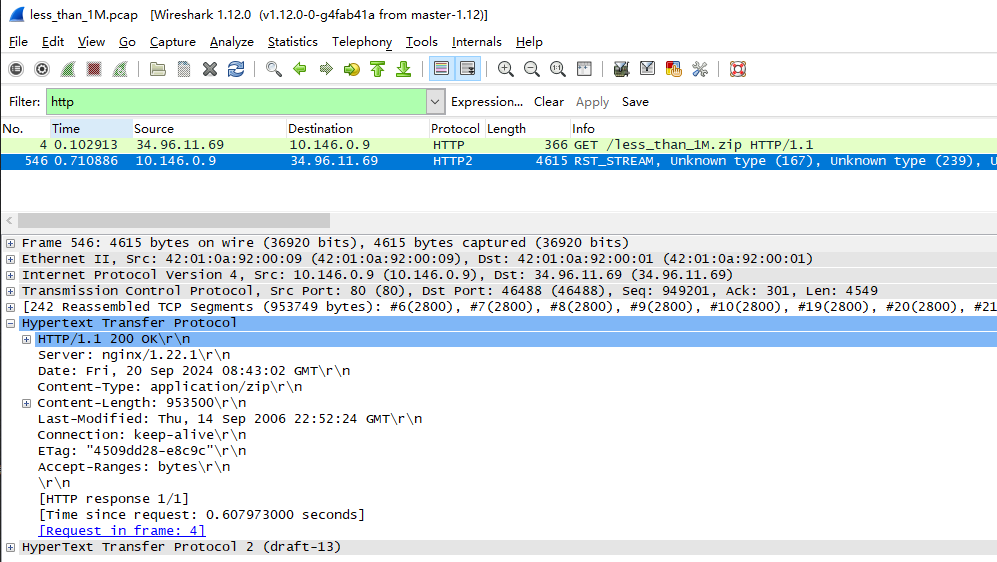 less_than_1M.pcap [Wireshark 1.12.0 (v1.12.0-0-g4fab41a from master-1.12)]
File Edit View Go Capture Analyze Statistics Telephony Tools Internals Help
Filter: http Expression... Clear Apply Save
No. Time Source Destination Protocol Length Info
4 0.102913 34.96.11.69 10.146.0.9 HTTP 366 GET /less_than_1M.zip HTTP/1.1
546 0.710886 10.146.0.9 34.96.11.69 HTTP2 4615 RST_STREAM, Unknown type (167), Unknown type (239), U
Frame 546: 4615 bytes on wire (36920 bits), 4615 bytes captured (36920 bits)
Ethernet II, Src: 42:01:0a:92:00:09 (42:01:0a:92:00:09), Dst: 42:01:0a:92:00:01 (42:01:0a:92:00:01)
Internet Protocol Version 4, Src: 10.146.0.9 (10.146.0.9), Dst: 34.96.11.69 (34.96.11.69)
Transmission Control Protocol, Src Port: 80 (80), Dst Port: 46488 (46488), Seq: 949201, Ack: 301, Len: 4549
[242 Reassembled TCP Segments (953749 bytes): #6(2800), #7(2800), #8(2800), #9(2800), #10(2800), #19(2800), #20(2800), #21
Hypertext Transfer Protocol
HTTP/1.1 200 OK\r\n
Server: nginx/1.22.1\r\n
Date: Fri, 20 Sep 2024 08:43:02 GMT\r\n
Content-Type: application/zip\r\n
Content-Length: 953500\r\n
Last-Modified: Thu, 14 Sep 2006 22:52:24 GMT\r\n
Connection: keep-alive\r\n
ETag: "4509dd28-e8c9c"\r\n
Accept-Ranges: bytes\r\n
\r\n
[HTTP response 1/1]
[Time since request: 0.607973000 seconds]
[Request in frame: 4]
HyperText Transfer Protocol 2 (draft-13)